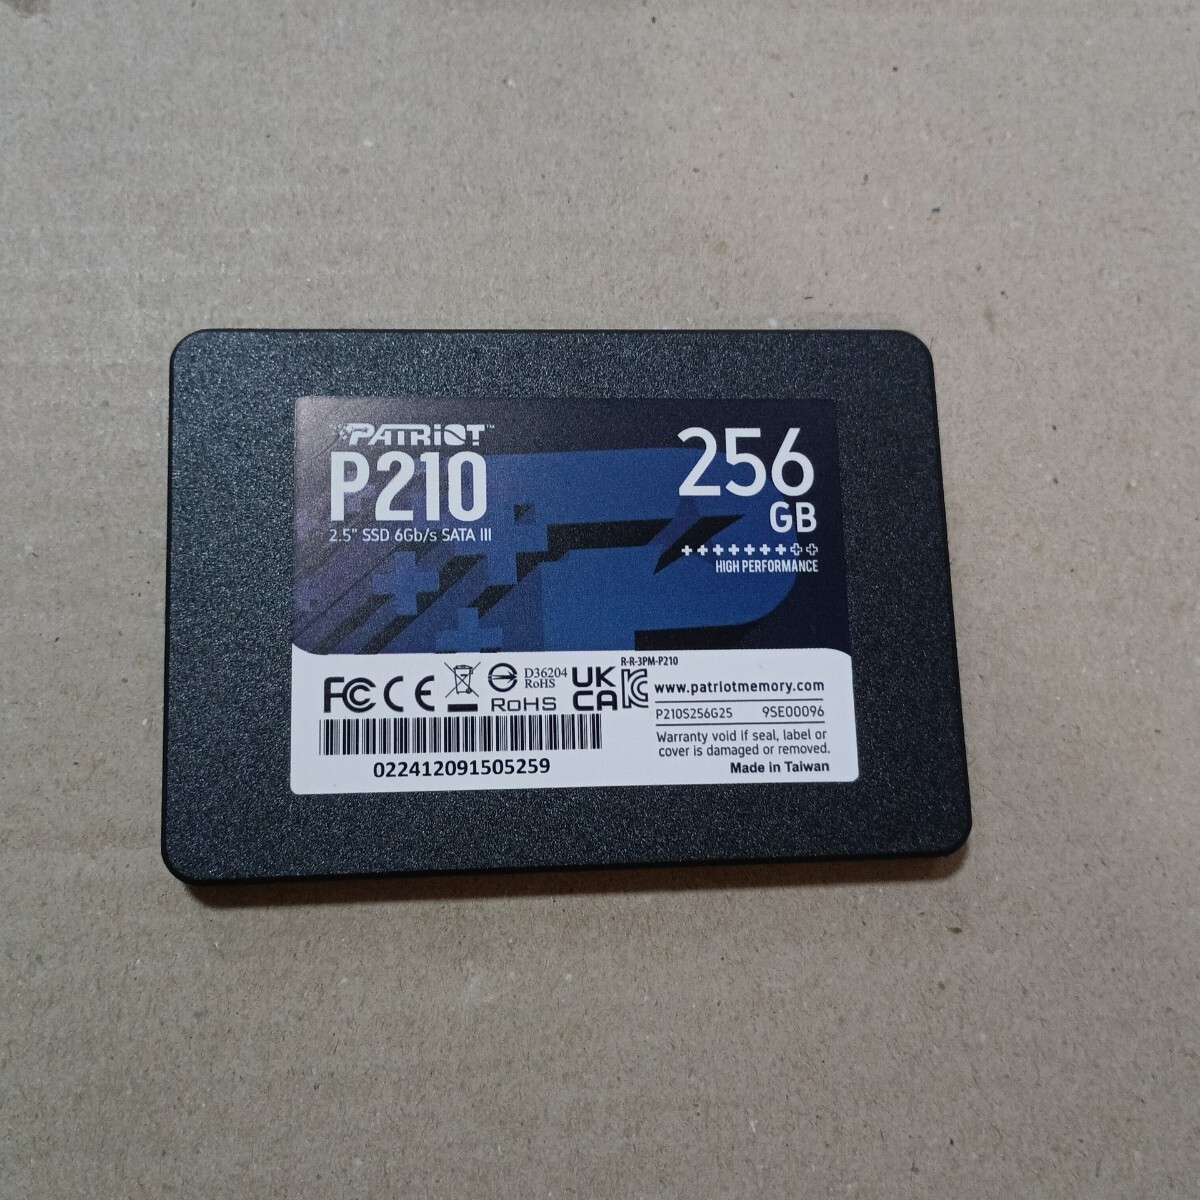 PATRiOT™
P210
2.5" SSD 6Gb/s SATA III
256
GB
HIGH PERFORMANCE
FC CE
D36204
RoHS
RoHS
UK
CA
R-R-3PM-P210
www.patriotmemory.com
P210S256G25 9SE00096
Warranty void if seal, label or
cover is damaged or removed.
Made in Taiwan
022412091505259